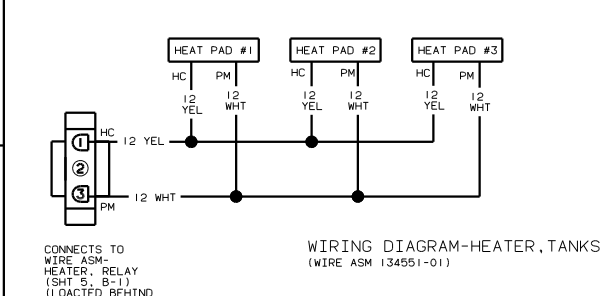 HEAT PAD #1
HEAT PAD #2
HEAT PAD #3
HC
PM
HC
PM
HC
PM
12
YEL
12
WHT
12
YEL
12
WHT
12
YEL
12
WHT
HC
1
12 YEL
2
3
12 WHT
PM
CONNECTS TO
WIRE ASM-
HEATER, RELAY
(SHT 5, B-1)
(LOACTED BEHIND
WIRING DIAGRAM-HEATER, TANKS
(WIRE ASM 134551-01)